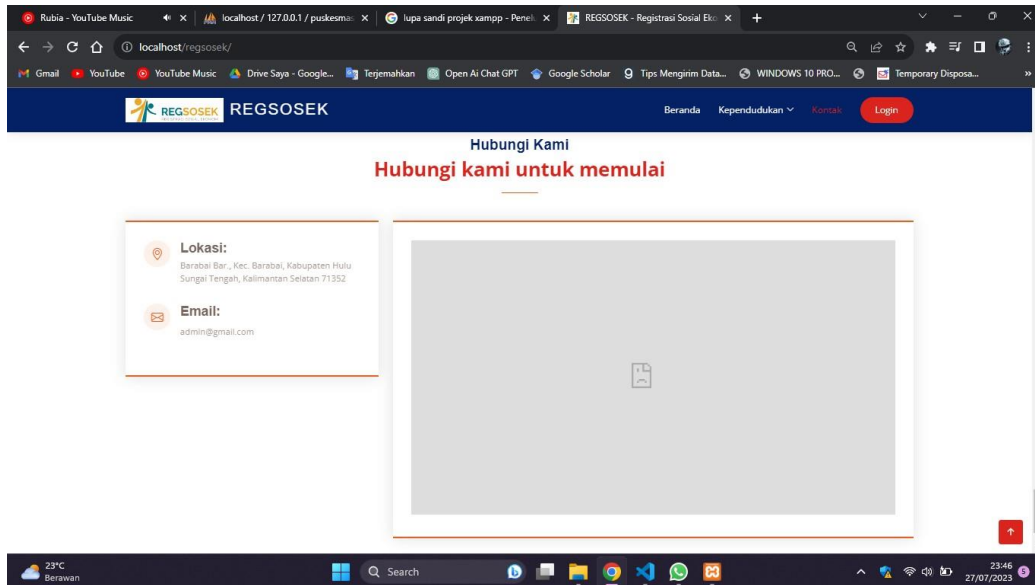 Rubia - YouTube Music
localhost / 127.0.0.1 / puskesmas
lupa sandi projek xampp - Penel
REGSOSEK - Registrasi Sosial Eko
localhost/regsosek/
Gmail
YouTube
YouTube Music
Drive Saya - Google...
Terjemahkan
Open Ai Chat GPT
Google Scholar
Tips Mengirim Data...
WINDOWS 10 PRO...
Temporary Disposa...
REGSOSEK
REGSOSEK
Beranda
Kependudukan
Kontak
Login
Hubungi Kami
Hubungi kami untuk memulai
Lokasi:
Barabai Bar., Kec. Barabai, Kabupaten Hulu
Sungai Tengah, Kalimantan Selatan 71352
Email:
admin@gmail.com
23°C
Berawan
Search
23:46
27/07/2023
5